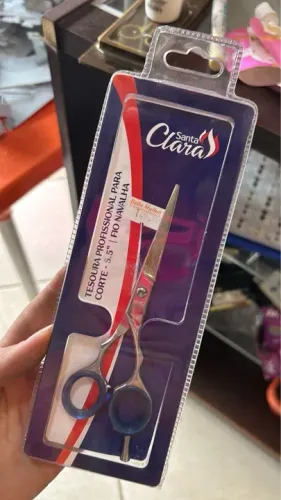 Santa
Clara
TESOURA PROFISSIONAL PARA
CORTE - 5.5" | FIO NAVALHA